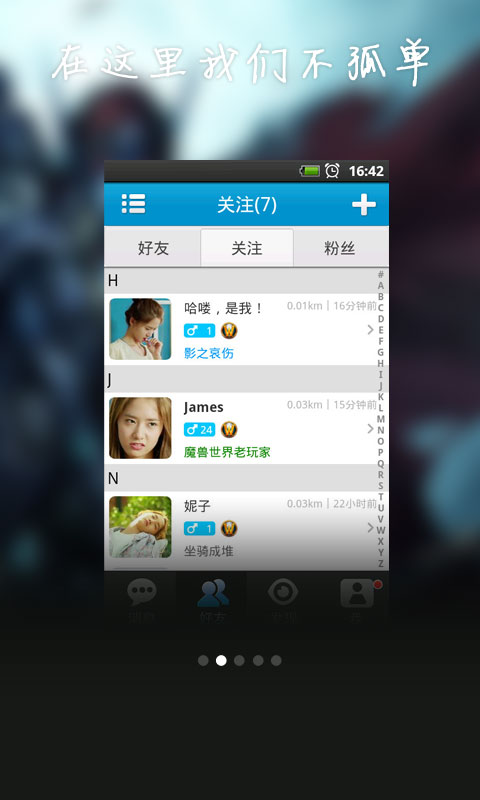 在这里我们不孤单
16:42
关注(7)
好友 关注 粉丝
#
A
B
C
D
E
F
G
H
I
J
K
L
M
N
O
P
Q
R
S
T
U
V
W
X
Y
Z
H
哈喽，是我！ 0.01km | 16分钟前
♂ 1
影之哀伤
J
James 0.03km | 15分钟前
♂ 24
魔兽世界老玩家
N
妮子 0.03km | 22小时前
♂ 1
坐骑成堆
消息 好友 发现